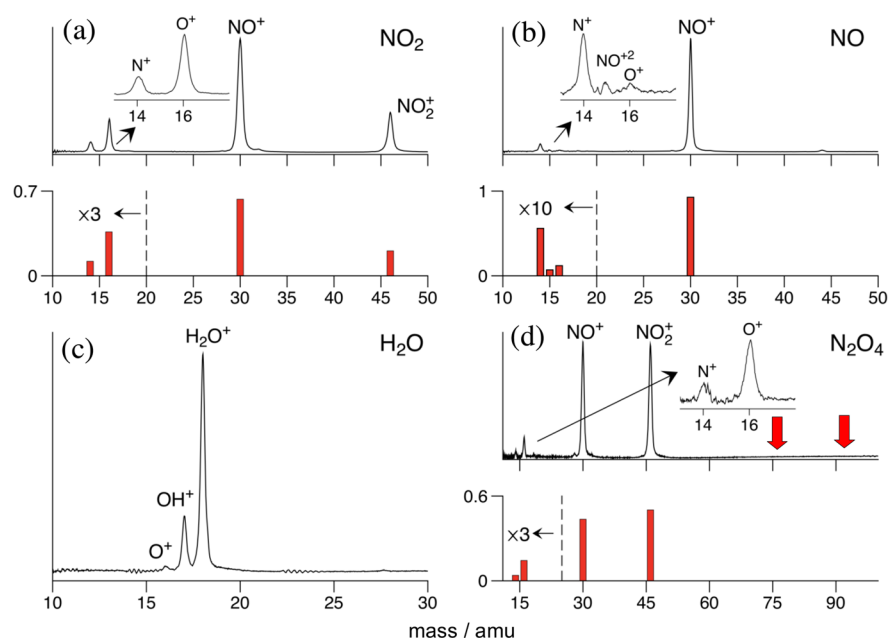 (a)
NO₂
N⁺
O⁺
14
16
NO⁺
NO₂⁺
0.7
0
×3
10 15 20 25 30 35 40 45 50
(b)
NO
N⁺
NO⁺²
O⁺
14
16
NO⁺
1
0
×10
10 15 20 25 30 35 40 45 50
(c)
H₂O
H₂O⁺
OH⁺
O⁺
10 15 20 25 30
(d)
N₂O₄
NO⁺
NO₂⁺
N⁺
O⁺
14
16
0.6
0
×3
15 30 45 60 75 90
mass / amu